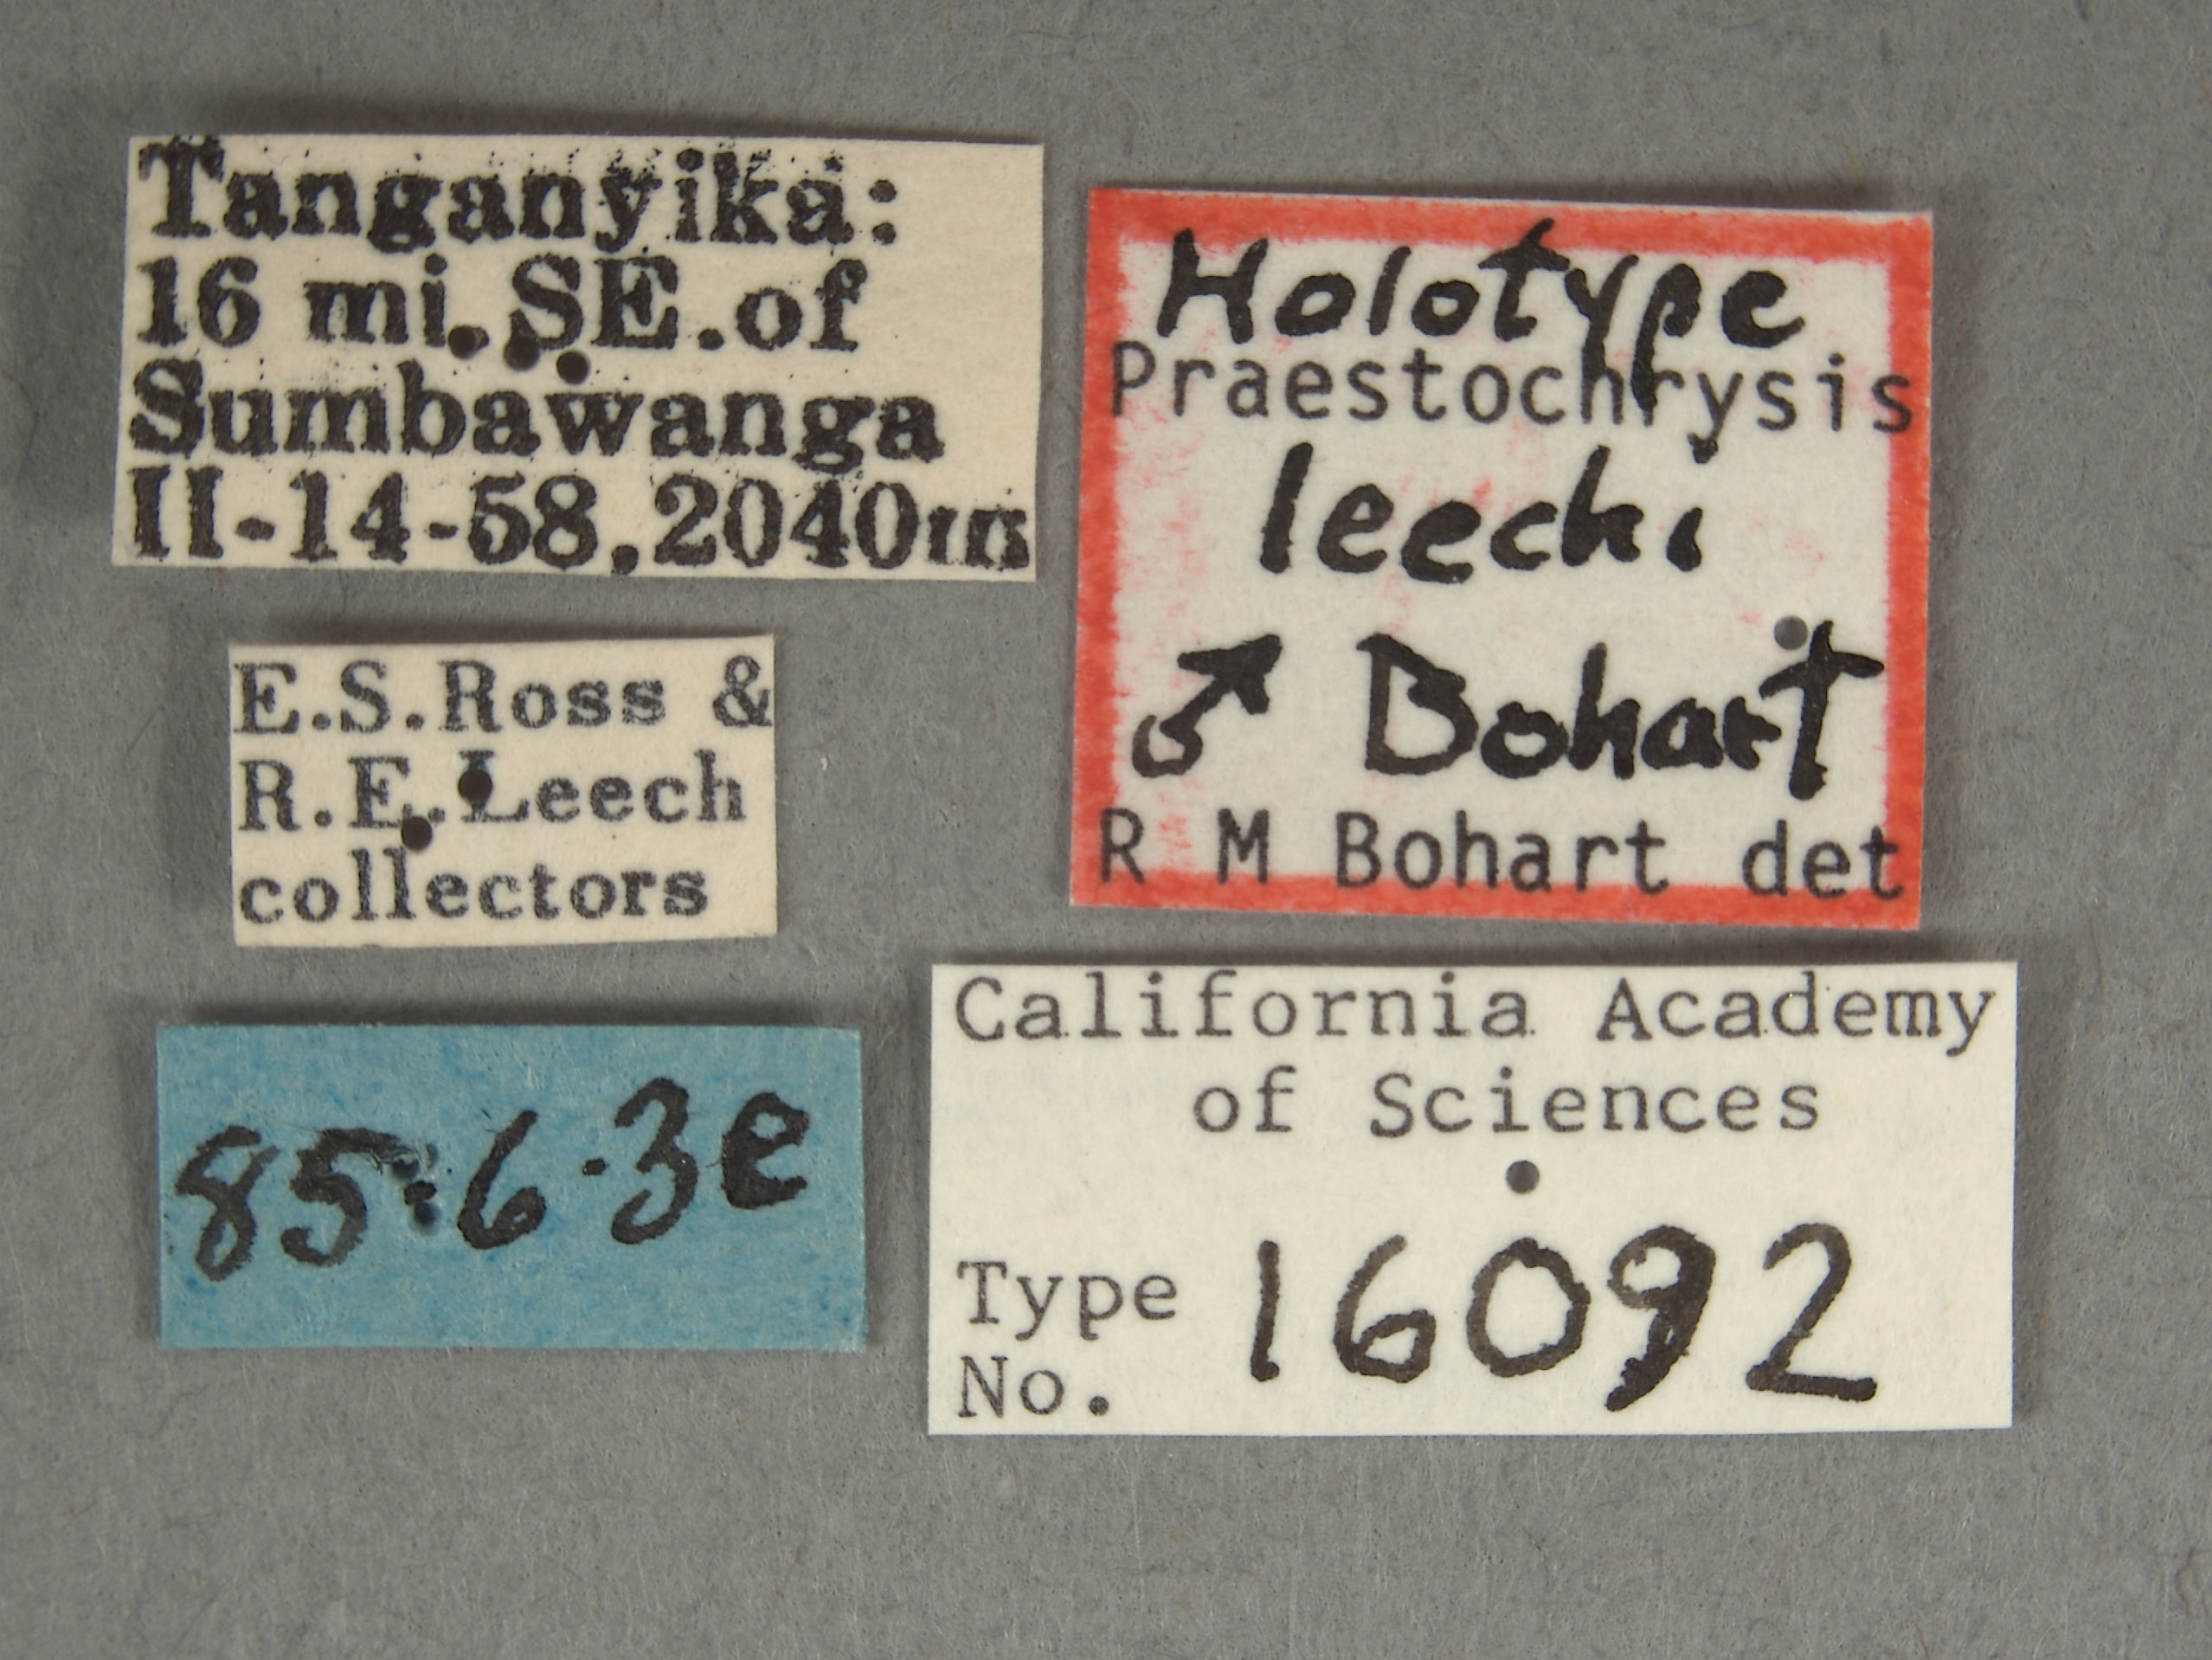 Tanganyika:
16 mi. SE. of
Sumbawanga
II-14-58, 2040m
E.S.Ross &
R.E.Leech
collectors
85·6·3e
Holotype
Praestochrysis
leechi
♂ Bohart
R M Bohart det
California Academy
of Sciences
Type
No. 16092